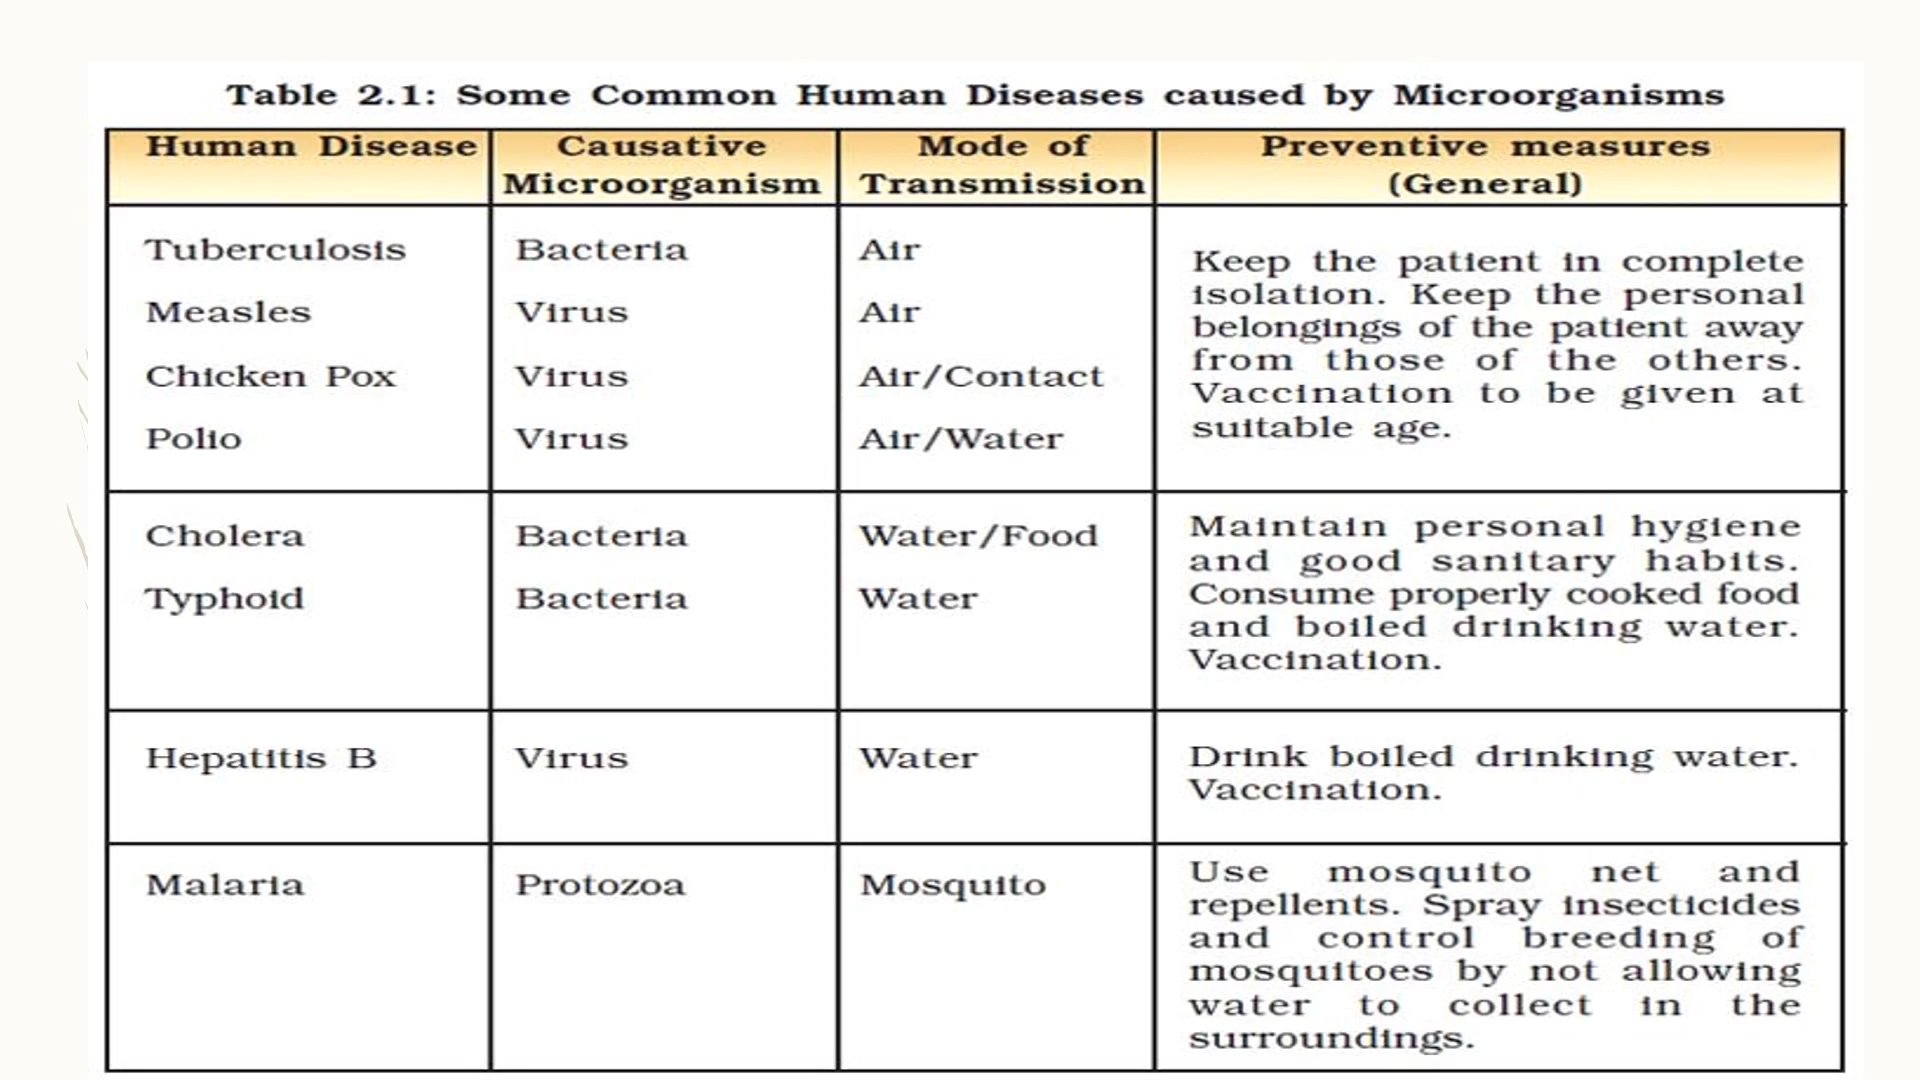 Table 2.1: Some Common Human Diseases caused by Microorganisms
Human Disease
Causative
Microorganism
Mode of
Transmission
Preventive measures
(General)
Tuberculosis
Bacteria
Air
Measles
Virus
Air
Chicken Pox
Virus
Air/Contact
Polio
Virus
Air/Water
Keep the patient in complete
isolation. Keep the personal
belongings of the patient away
from those of the others.
Vaccination to be given at
suitable age.
Cholera
Bacteria
Water/Food
Typhoid
Bacteria
Water
Maintain personal hygiene
and good sanitary habits.
Consume properly cooked food
and boiled drinking water.
Vaccination.
Hepatitis B
Virus
Water
Drink boiled drinking water.
Vaccination.
Malaria
Protozoa
Mosquito
Use mosquito net and
repellents. Spray insecticides
and control breeding of
mosquitoes by not allowing
water to collect in the
surroundings.